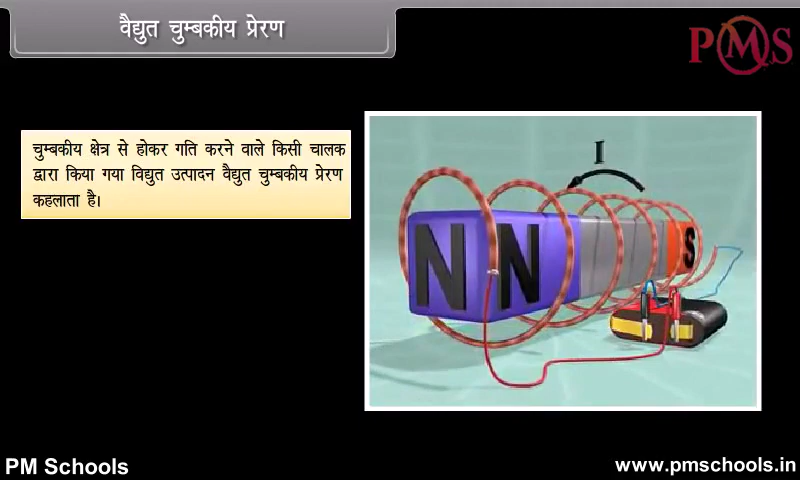 वैद्युत चुम्बकीय प्रेरण
PMS
चुम्बकीय क्षेत्र से होकर गति करने वाले किसी चालक
द्वारा किया गया विद्युत उत्पादन वैद्युत चुम्बकीय प्रेरण
कहलाता है।
I
N N S
PM Schools
www.pmschools.in